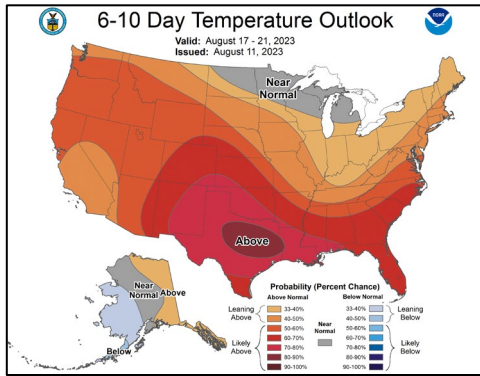 6-10 Day Temperature Outlook
Valid: August 17 - 21, 2023
Issued: August 11, 2023
NOAA
Near
Normal
Above
Near
Normal
Above
Below
Probability (Percent Chance)
Above Normal
Below Normal
Leaning
Above
33-40%
40-50%
Likely
Above
50-60%
60-70%
70-80%
80-90%
90-100%
Near
Normal
33-40%
40-50%
Leaning
Below
50-60%
60-70%
70-80%
80-90%
90-100%
Likely
Below